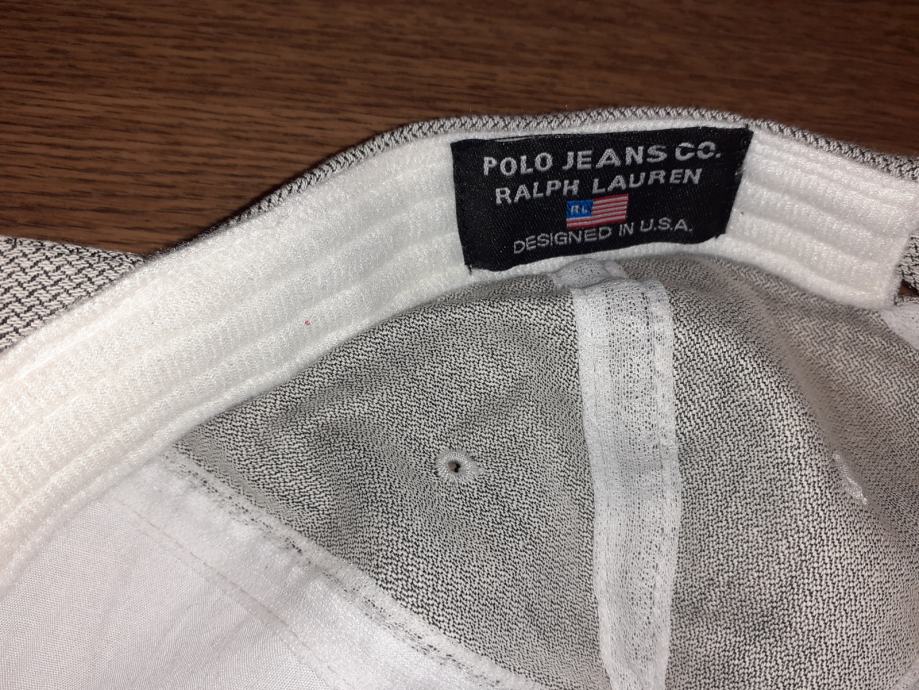 POLO JEANS CO.
RALPH LAUREN
RL
DESIGNED IN U.S.A.